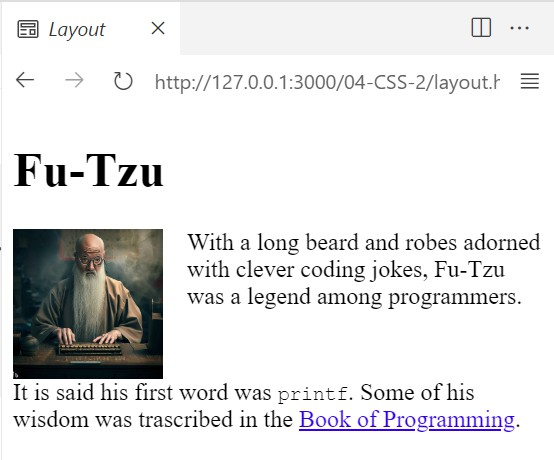 Layout
http://127.0.0.1:3000/04-CSS-2/layout.h
Fu-Tzu
With a long beard and robes adorned
with clever coding jokes, Fu-Tzu
was a legend among programmers.
It is said his first word was printf. Some of his
wisdom was trascribed in the Book of Programming.